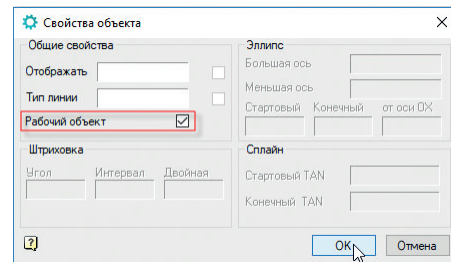 Свойства объекта
Общие свойства
Отображать
Тип линии
Рабочий объект
Эллипс
Большая ось
Меньшая ось
Стартовый Конечный от оси OX
Штриховка
Угол Интервал Двойная
Сплайн
Стартовый TAN
Конечный TAN
OK Отмена